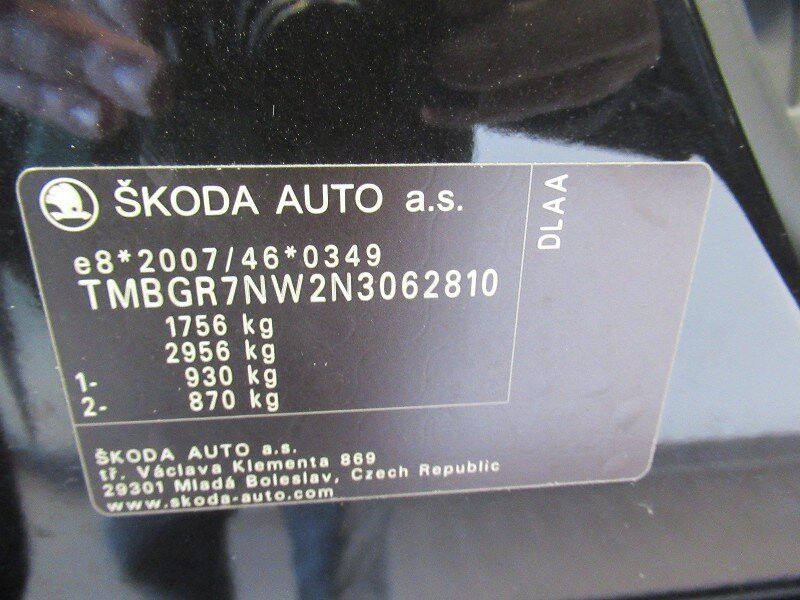 ŠKODA AUTO a.s.
DLAA
e8*2007/46*0349
TMBGR7NW2N3062810
1756 kg
2956 kg
1- 930 kg
2- 870 kg
ŠKODA AUTO a.s.
tř. Václava Klementa 869
29301 Mladá Boleslav, Czech Republic
www.skoda-auto.com